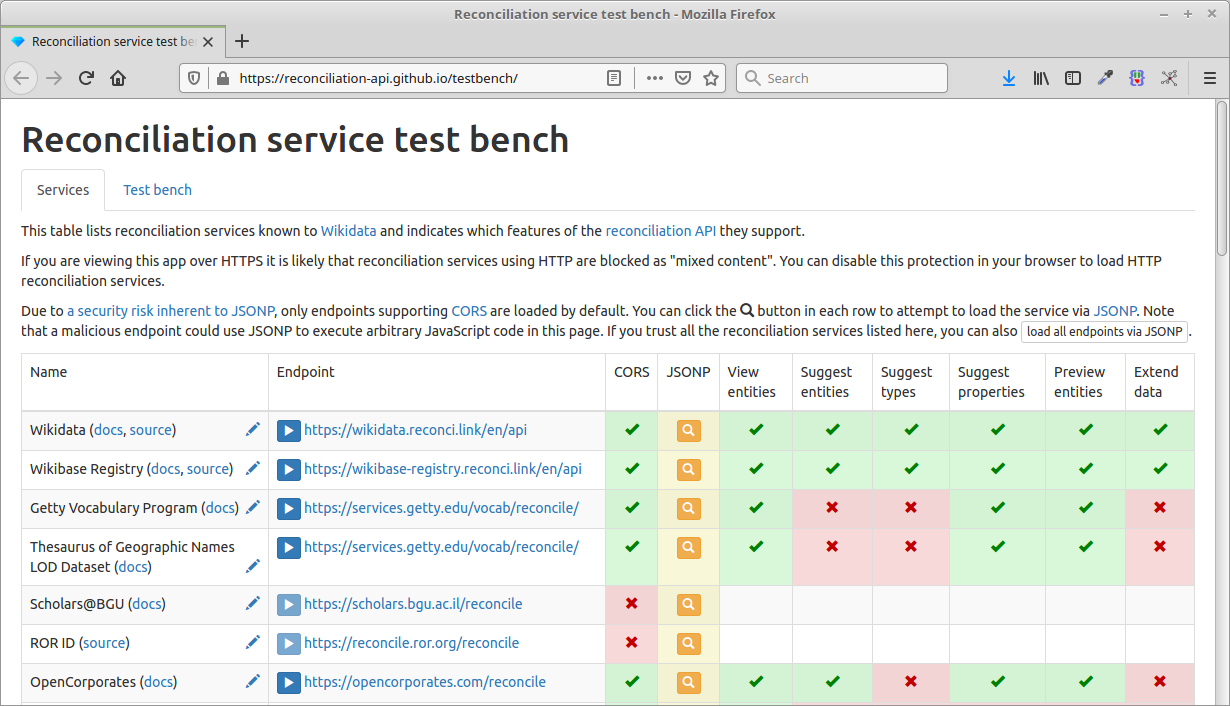 Reconciliation service test bench - Mozilla Firefox
Reconciliation service test be
https://reconciliation-api.github.io/testbench/
Search
Reconciliation service test bench
Services
Test bench
This table lists reconciliation services known to Wikidata and indicates which features of the reconciliation API they support.
If you are viewing this app over HTTPS it is likely that reconciliation services using HTTP are blocked as "mixed content". You can disable this protection in your browser to load HTTP
reconciliation services.
Due to a security risk inherent to JSONP, only endpoints supporting CORS are loaded by default. You can click the button in each row to attempt to load the service via JSONP. Note
that a malicious endpoint could use JSONP to execute arbitrary JavaScript code in this page. If you trust all the reconciliation services listed here, you can also load all endpoints via JSONP .
Name Endpoint CORS JSONP View Suggest Suggest Suggest Preview Extend
entities entities types properties entities data
Wikidata (docs, source) https://wikidata.reconci.link/en/api
Wikibase Registry (docs, source) https://wikibase-registry.reconci.link/en/api
Getty Vocabulary Program (docs) https://services.getty.edu/vocab/reconcile/
Thesaurus of Geographic Names https://services.getty.edu/vocab/reconcile/
LOD Dataset (docs)
Scholars@BGU (docs) https://scholars.bgu.ac.il/reconcile
ROR ID (source) https://reconcile.ror.org/reconcile
OpenCorporates (docs) https://opencorporates.com/reconcile